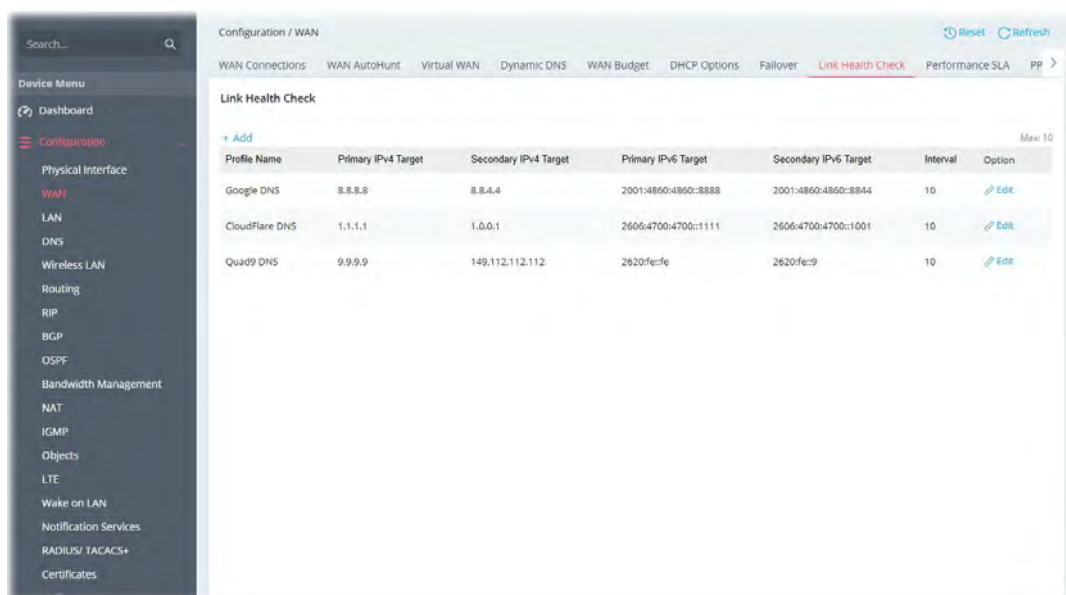 Search...
Device Menu
Dashboard
Configuration
Physical Interface
WAN
LAN
DNS
Wireless LAN
Routing
RIP
BGP
OSPF
Bandwidth Management
NAT
IGMP
Objects
LTE
Wake on LAN
Notification Services
RADIUS/ TACACS+
Certificates
Configuration / WAN
Reset Refresh
WAN Connections WAN AutoHunt Virtual WAN Dynamic DNS WAN Budget DHCP Options Failover Link Health Check Performance SLA PP >
Link Health Check
+ Add Max: 10
Profile Name Primary IPv4 Target Secondary IPv4 Target Primary IPv6 Target Secondary IPv6 Target Interval Option
Google DNS 8.8.8.8 8.8.4.4 2001:4860:4860::8888 2001:4860:4860::8844 10 Edit
CloudFlare DNS 1.1.1.1 1.0.0.1 2606:4700:4700::1111 2606:4700:4700::1001 10 Edit
Quad9 DNS 9.9.9.9 149.112.112.112 2620:fe::fe 2620:fe::9 10 Edit